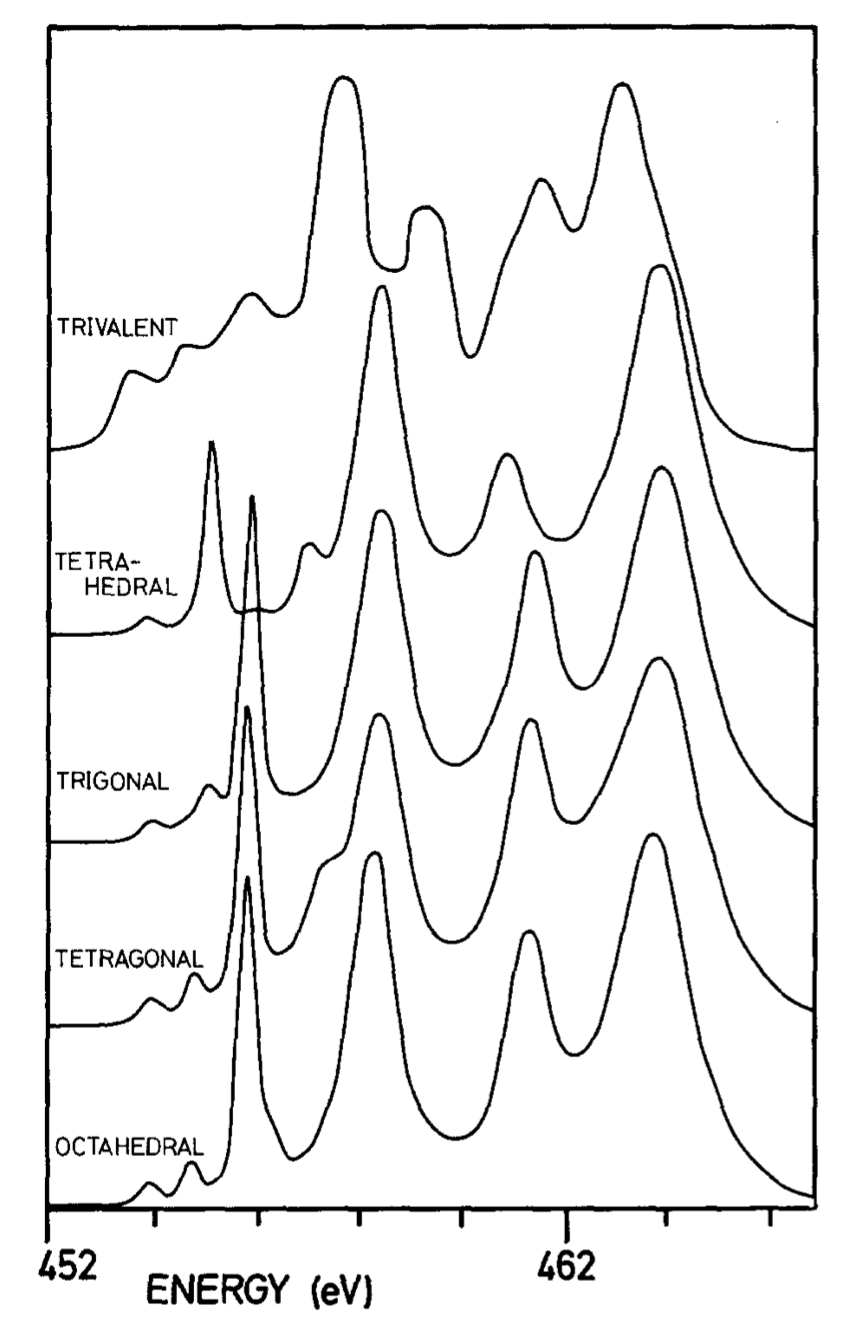 TRIVALENT
TETRA-
HEDRAL
TRIGONAL
TETRAGONAL
OCTAHEDRAL
452
462
ENERGY (eV)